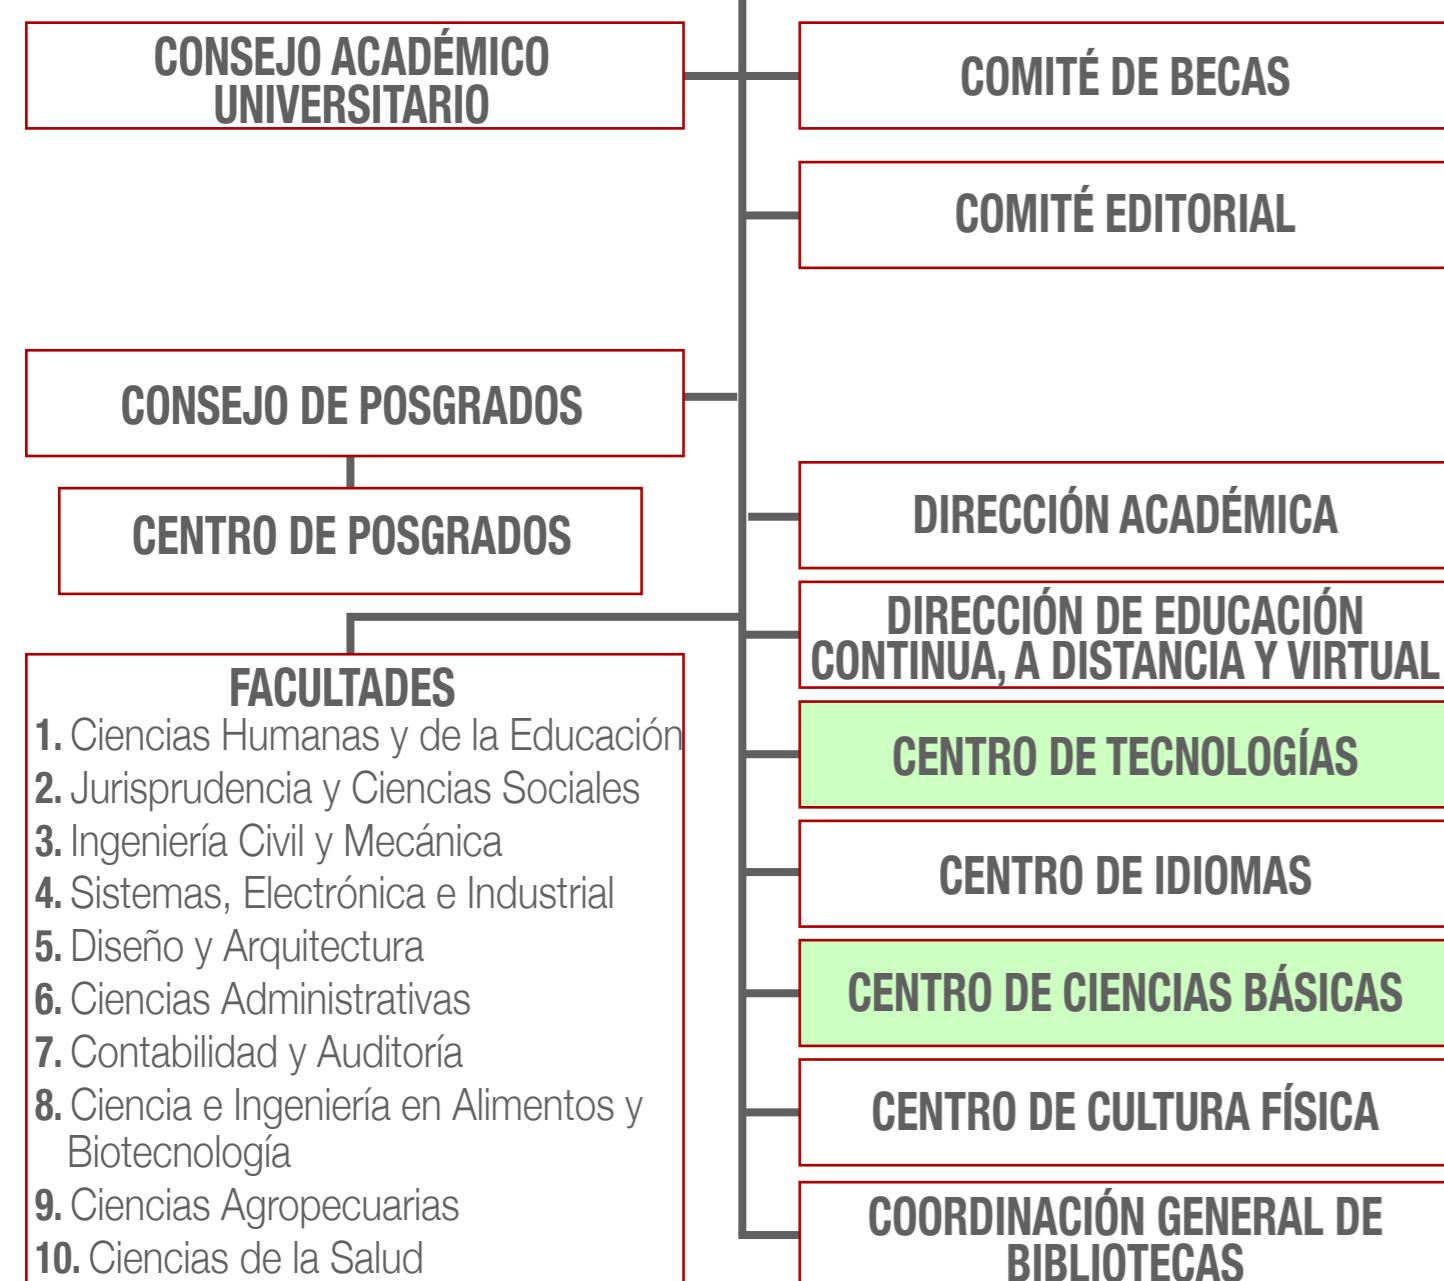 CONSEJO ACADÉMICO
UNIVERSITARIO
COMITÉ DE BECAS
COMITÉ EDITORIAL
CONSEJO DE POSGRADOS
CENTRO DE POSGRADOS
FACULTADES
1. Ciencias Humanas y de la Educación
2. Jurisprudencia y Ciencias Sociales
3. Ingeniería Civil y Mecánica
4. Sistemas, Electrónica e Industrial
5. Diseño y Arquitectura
6. Ciencias Administrativas
7. Contabilidad y Auditoría
8. Ciencia e Ingeniería en Alimentos y
Biotecnología
9. Ciencias Agropecuarias
10. Ciencias de la Salud
DIRECCIÓN ACADÉMICA
DIRECCIÓN DE EDUCACIÓN
CONTINUA, A DISTANCIA Y VIRTUAL
CENTRO DE TECNOLOGÍAS
CENTRO DE IDIOMAS
CENTRO DE CIENCIAS BÁSICAS
CENTRO DE CULTURA FÍSICA
COORDINACIÓN GENERAL DE
BIBLIOTECAS